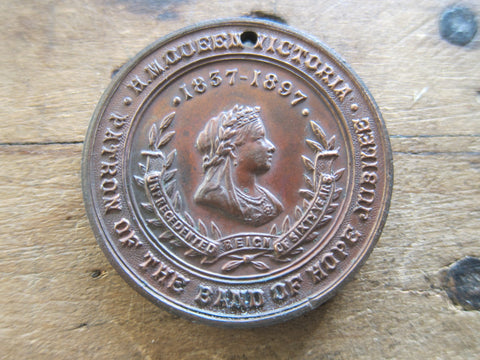 H.M. QUEEN VICTORIA ·
PATRON OF THE BAND OF HOPE JUBILEE ·
· 1837-1897 ·
UNPRECEDENTED REIGN OF SIXTY YEARS